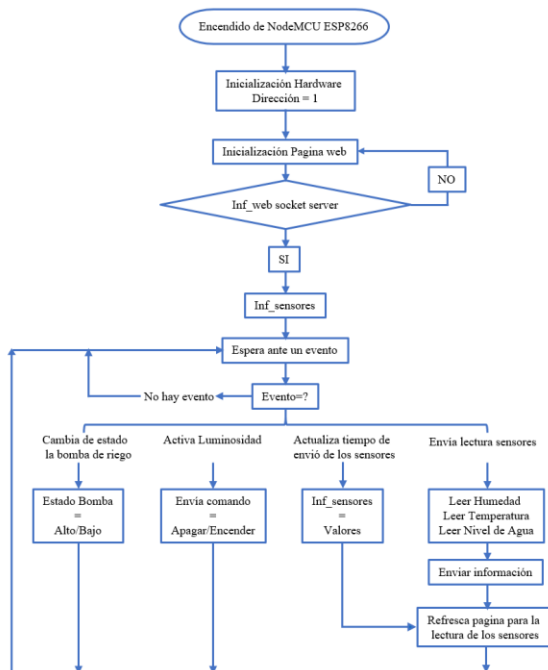 Encendido de NodeMCU ESP8266
Inicialización Hardware
Dirección = 1
Inicialización Pagina web
NO
Inf_web socket server
SI
Inf_sensores
Espera ante un evento
No hay evento
Evento=?
Cambia de estado
la bomba de riego
Activa Luminosidad
Actualiza tiempo de
envió de los sensores
Envía lectura sensores
Estado Bomba
=
Alto/Bajo
Envía comando
=
Apagar/Encender
Inf_sensores
=
Valores
Leer Humedad
Leer Temperatura
Leer Nivel de Agua
Enviar información
Refresca pagina para la
lectura de los sensores